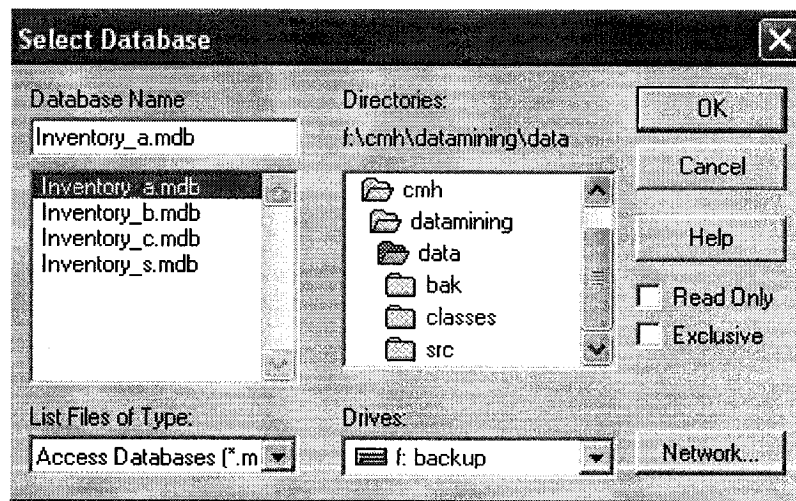 Select Database
Database Name
Inventory_a.mdb
Inventory_a.mdb
Inventory_b.mdb
Inventory_c.mdb
Inventory_s.mdb
List Files of Type:
Access Databases (*.m
Directories:
f:\cmh\datamining\data
cmh
datamining
data
bak
classes
src
Drives:
f: backup
OK
Cancel
Help
Read Only
Exclusive
Network...